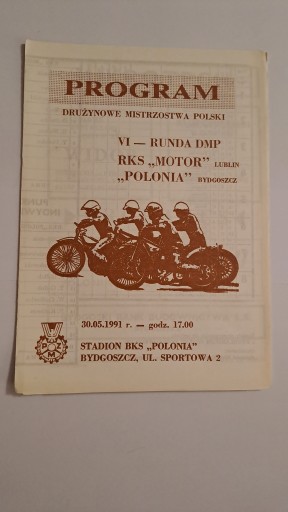 PROGRAM
DRUŻYNOWE MISTRZOSTWA POLSKI
VI — RUNDA DMP
RKS „MOTOR” LUBLIN
„POLONIA” BYDGOSZCZ
30.05.1991 r. — godz. 17.00
PZM
STADION BKS „POLONIA”
BYDGOSZCZ, UL. SPORTOWA 2